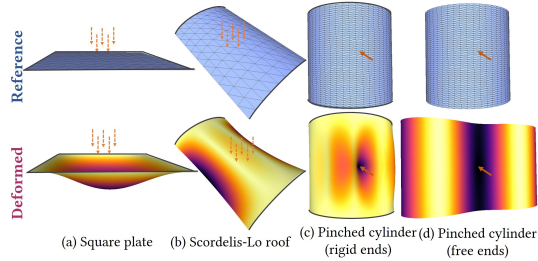 Reference
Deformed
(a) Square plate
(b) Scordelis-Lo roof
(c) Pinched cylinder
(rigid ends)
(d) Pinched cylinder
(free ends)